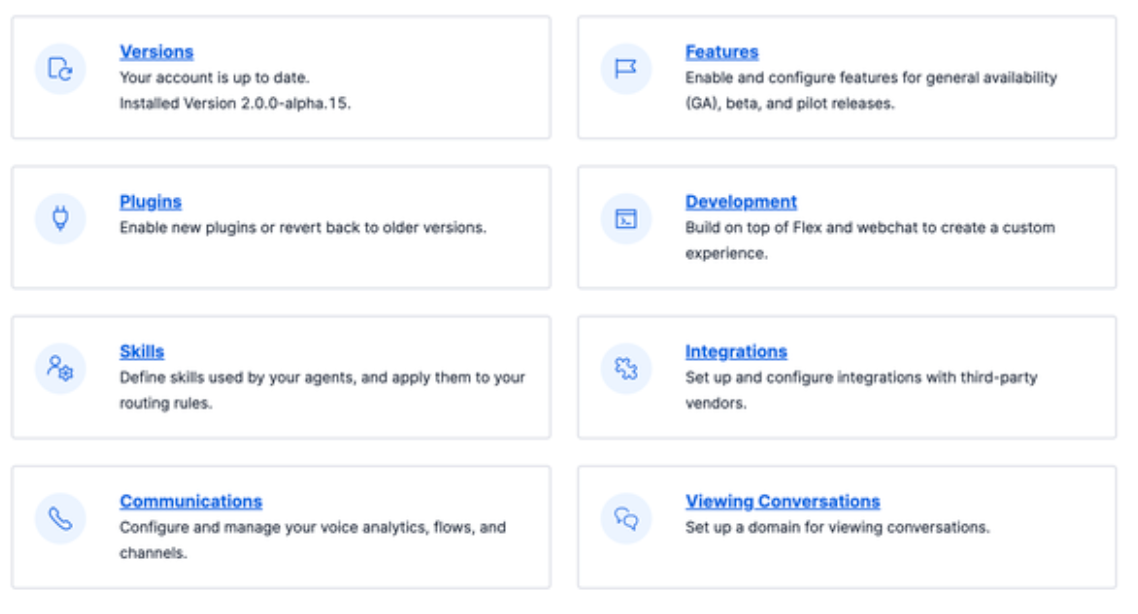 Versions
Your account is up to date.
Installed Version 2.0.0-alpha.15.
Features
Enable and configure features for general availability
(GA), beta, and pilot releases.
Plugins
Enable new plugins or revert back to older versions.
Development
Build on top of Flex and webchat to create a custom
experience.
Skills
Define skills used by your agents, and apply them to your
routing rules.
Integrations
Set up and configure integrations with third-party
vendors.
Communications
Configure and manage your voice analytics, flows, and
channels.
Viewing Conversations
Set up a domain for viewing conversations.